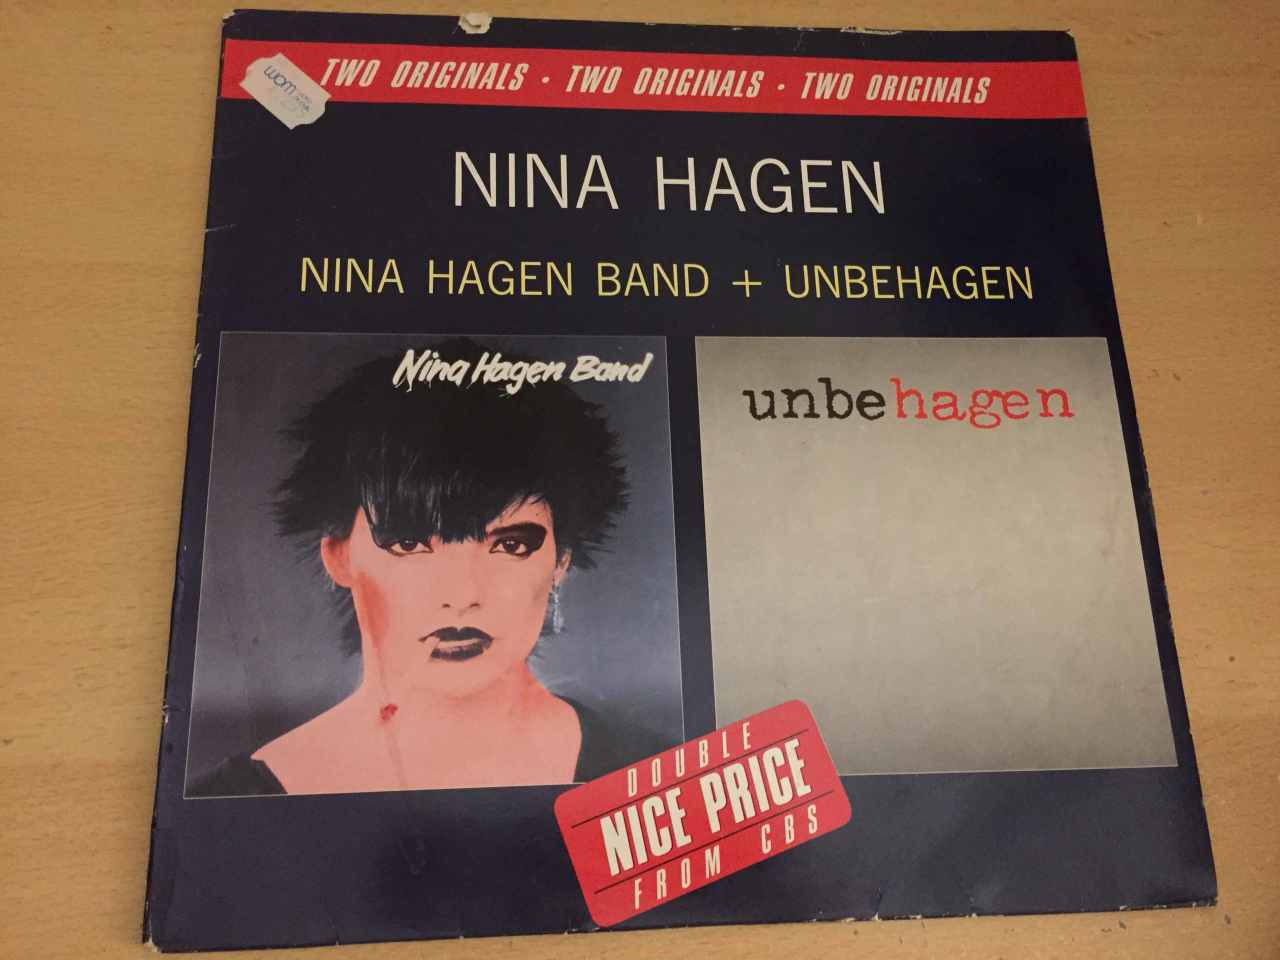 TWO ORIGINALS • TWO ORIGINALS • TWO ORIGINALS
wom
NINA HAGEN
NINA HAGEN BAND + UNBEHAGEN
Nina Hagen Band
unbehagen
DOUBLE
NICE PRICE
FROM CBS